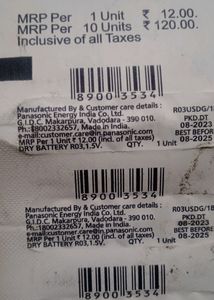 MRP Per 1 Unit ₹ 12.00.
MRP Per 10 Units ₹ 120.00.
Inclusive of all Taxes
8900 3534
Manufactured By & Customer care details :
Panasonic Energy India Co. Ltd.
G.I.D.C. Makarpura, Vadodara - 390 010.
Ph.:18002332657, Made in India.
e-mail:customer.care@in.panasonic.com
MRP Per 1 Unit ₹ 12.00 (incl. of all taxes)
DRY BATTERY R03,1.5V. QTY. 1 Unit
R03USDG/18
PKD.DT
08-2023
BEST BEFORE
08-2025
8900 3534
Manufactured By & Customer care details :
Panasonic Energy India Co. Ltd.
G.I.D.C. Makarpura, Vadodara - 390 010.
Ph.:18002332657, Made in India.
e-mail:customer.care@in.panasonic.com
MRP Per 1 Unit ₹ 12.00 (incl. of all taxes)
DRY BATTERY R03,1.5V. QTY. 1 Unit
R03USDG/18
PKD.DT
08-2023
BEST BEFORE
08-2025
8900 3534